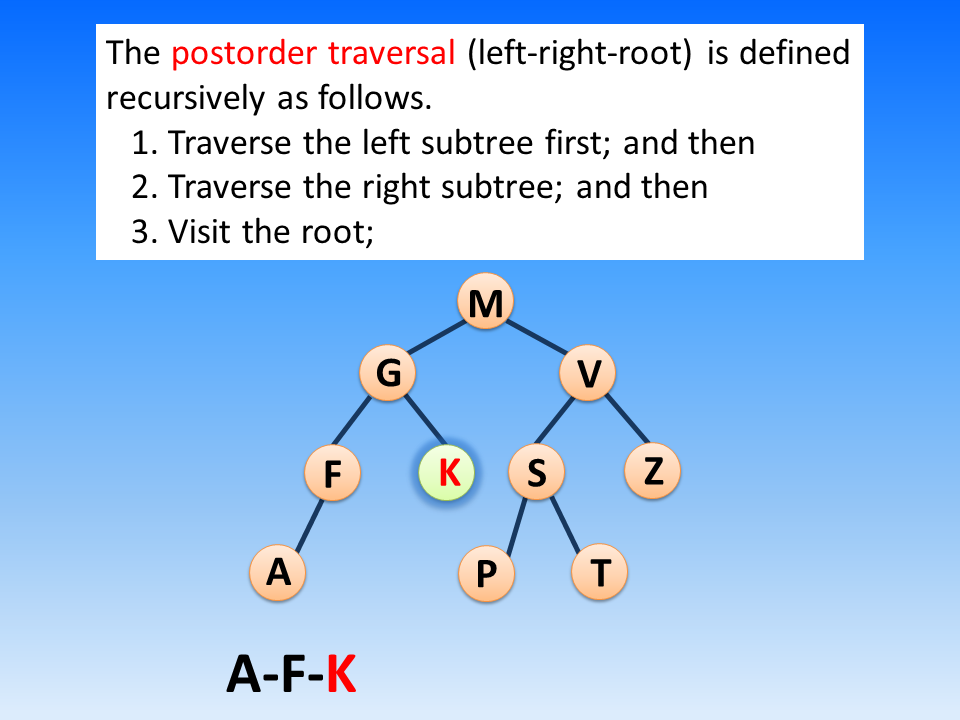 The postorder traversal (left-right-root) is defined
recursively as follows.
1. Traverse the left subtree first; and then
2. Traverse the right subtree; and then
3. Visit the root;
M
G V
F K S Z
A P T
A-F-K